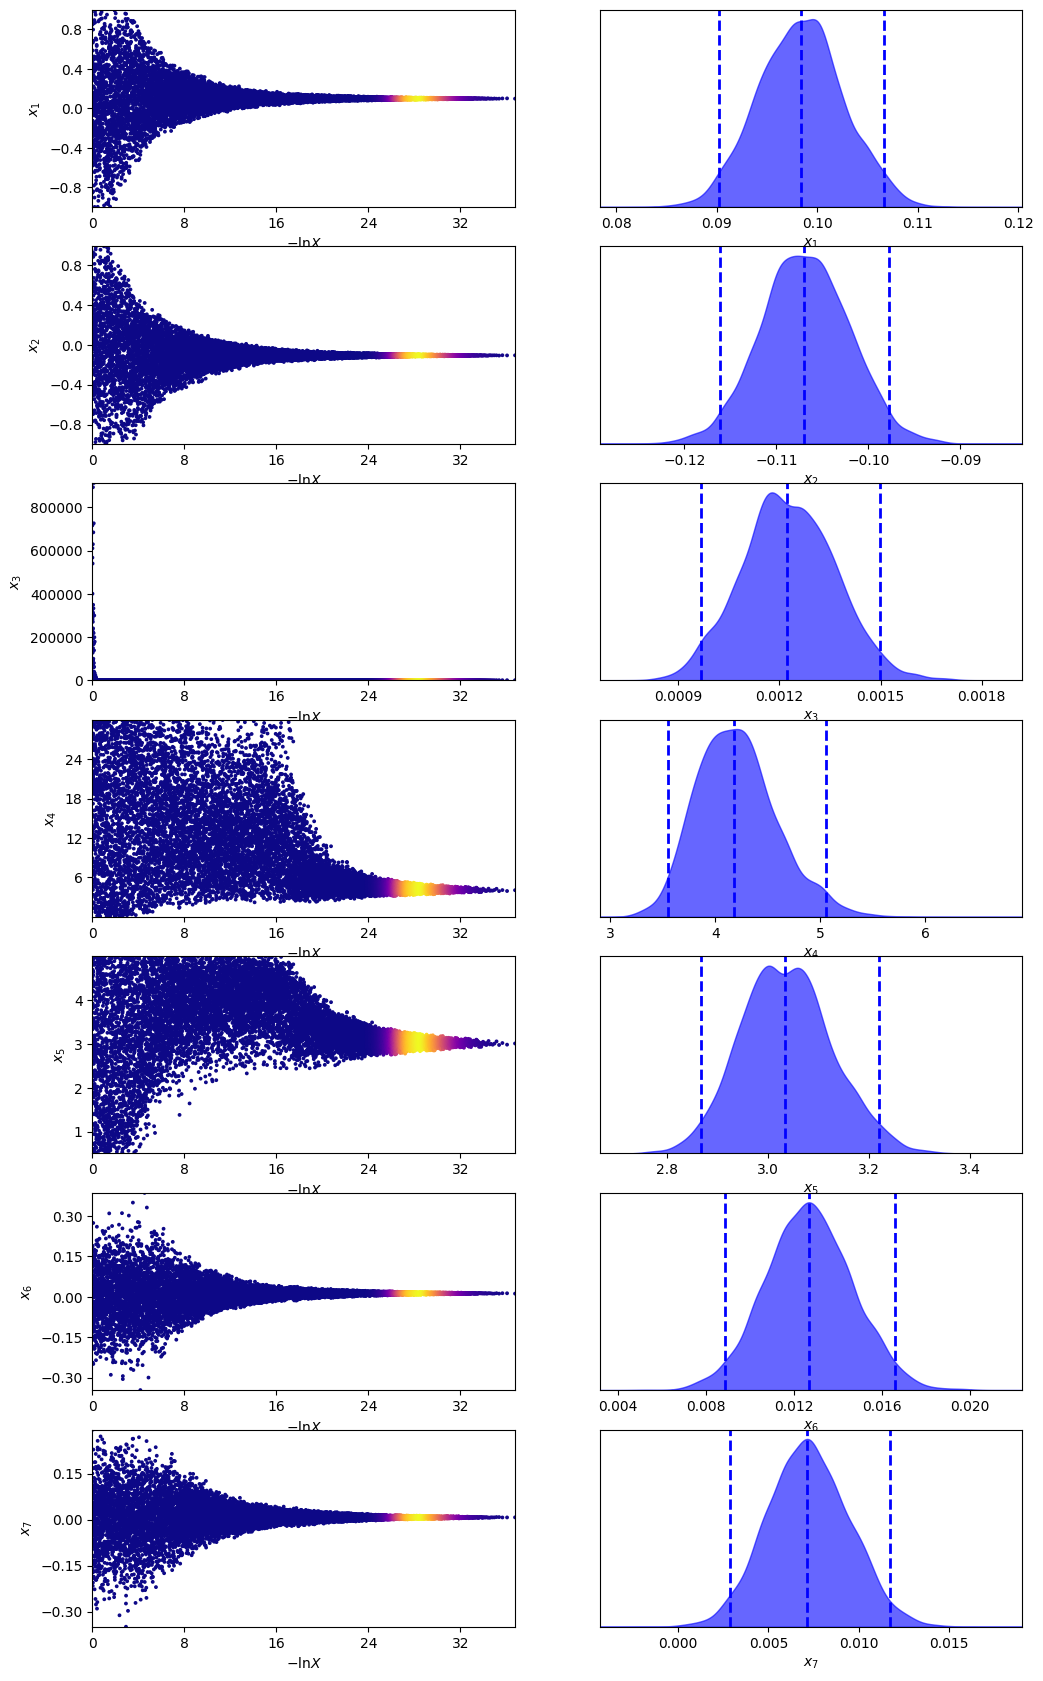 0.8
0.4
0.0
−0.4
−0.8
x₁
0 8 16 24 32
−lnX
0.08 0.09 0.10 0.11 0.12
x₁
0.8
0.4
0.0
−0.4
−0.8
x₂
0 8 16 24 32
−lnX
−0.12 −0.11 −0.10 −0.09
x₂
800000
600000
400000
200000
0
x₃
0 8 16 24 32
−lnX
0.0009 0.0012 0.0015 0.0018
x₃
24
18
12
6
x₄
0 8 16 24 32
−lnX
3 4 5 6
x₄
4
3
2
1
x₅
0 8 16 24 32
−lnX
2.8 3.0 3.2 3.4
x₅
0.30
0.15
0.00
−0.15
−0.30
x₆
0 8 16 24 32
−lnX
0.004 0.008 0.012 0.016 0.020
x₆
0.15
0.00
−0.15
−0.30
x₇
0 8 16 24 32
−lnX
0.000 0.005 0.010 0.015
x₇